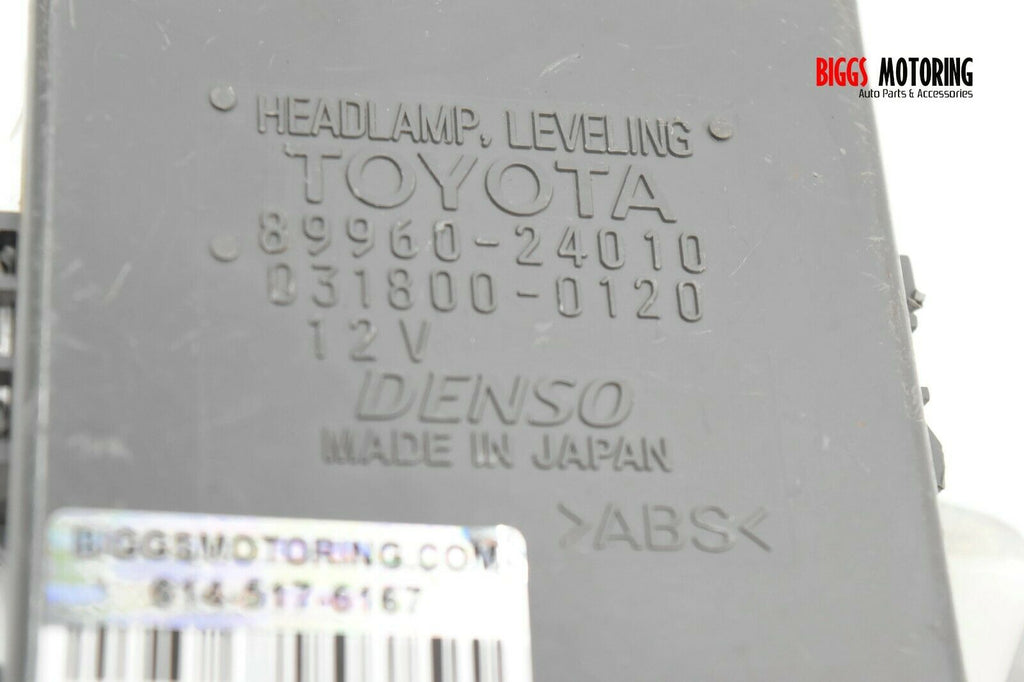 BIGGS MOTORING
Auto Parts & Accessories
HEADLAMP, LEVELING
TOYOTA
89960-24010
031800-0120
12V
DENSO
MADE IN JAPAN
>ABS<
BIGGSMOTORING.COM
614-517-6167